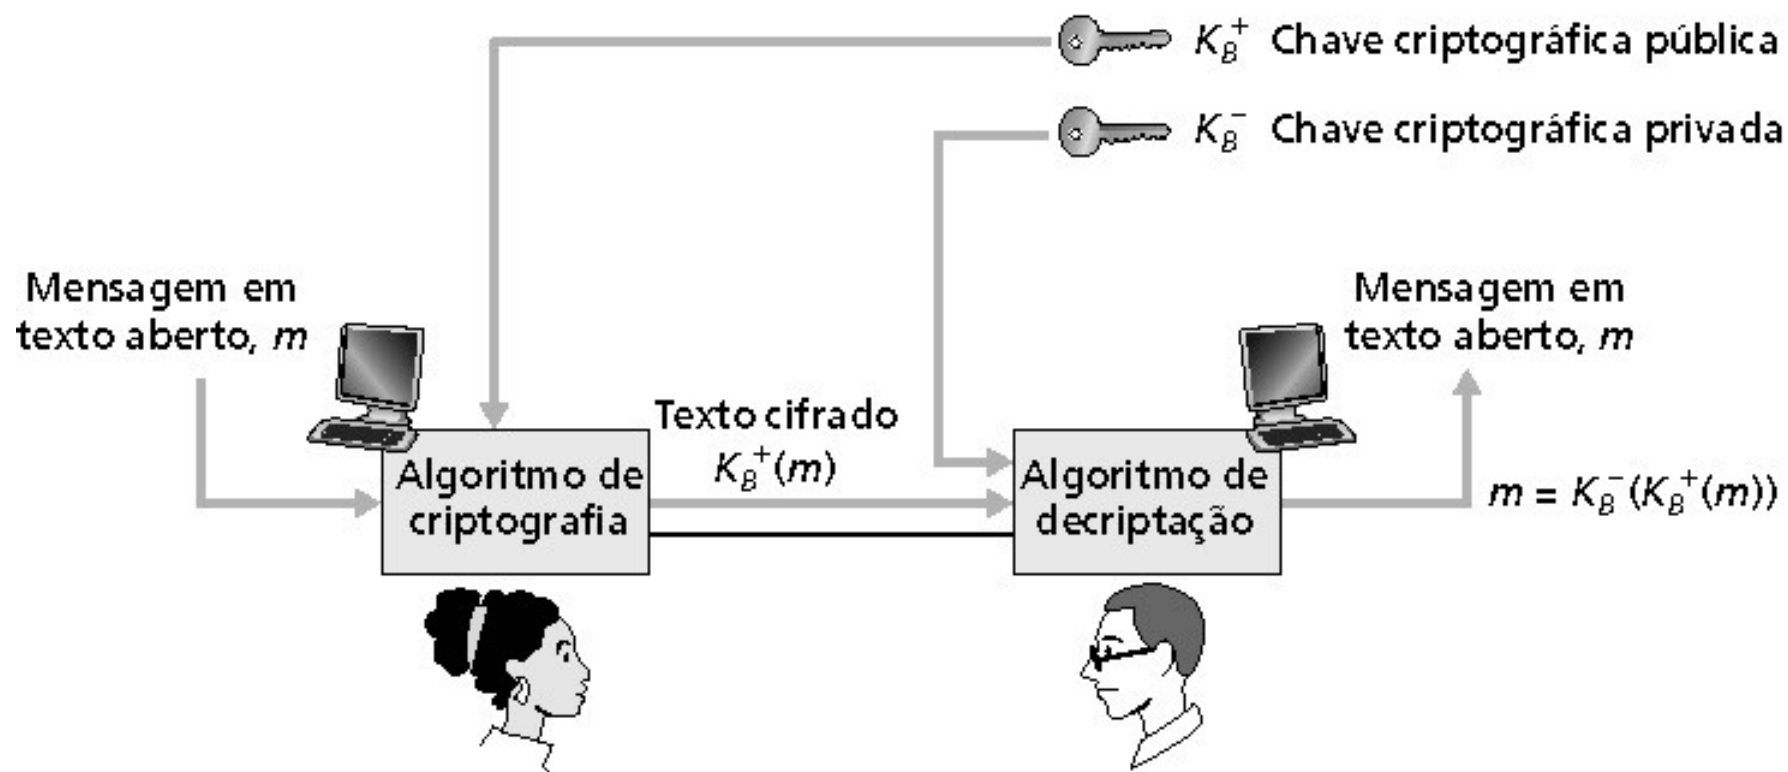 K_B^+ Chave criptográfica pública
K_B^- Chave criptográfica privada
Mensagem em
texto aberto, m
Mensagem em
texto aberto, m
Texto cifrado
K_B^+(m)
Algoritmo de
criptografia
Algoritmo de
decriptação
m = K_B^-(K_B^+(m))